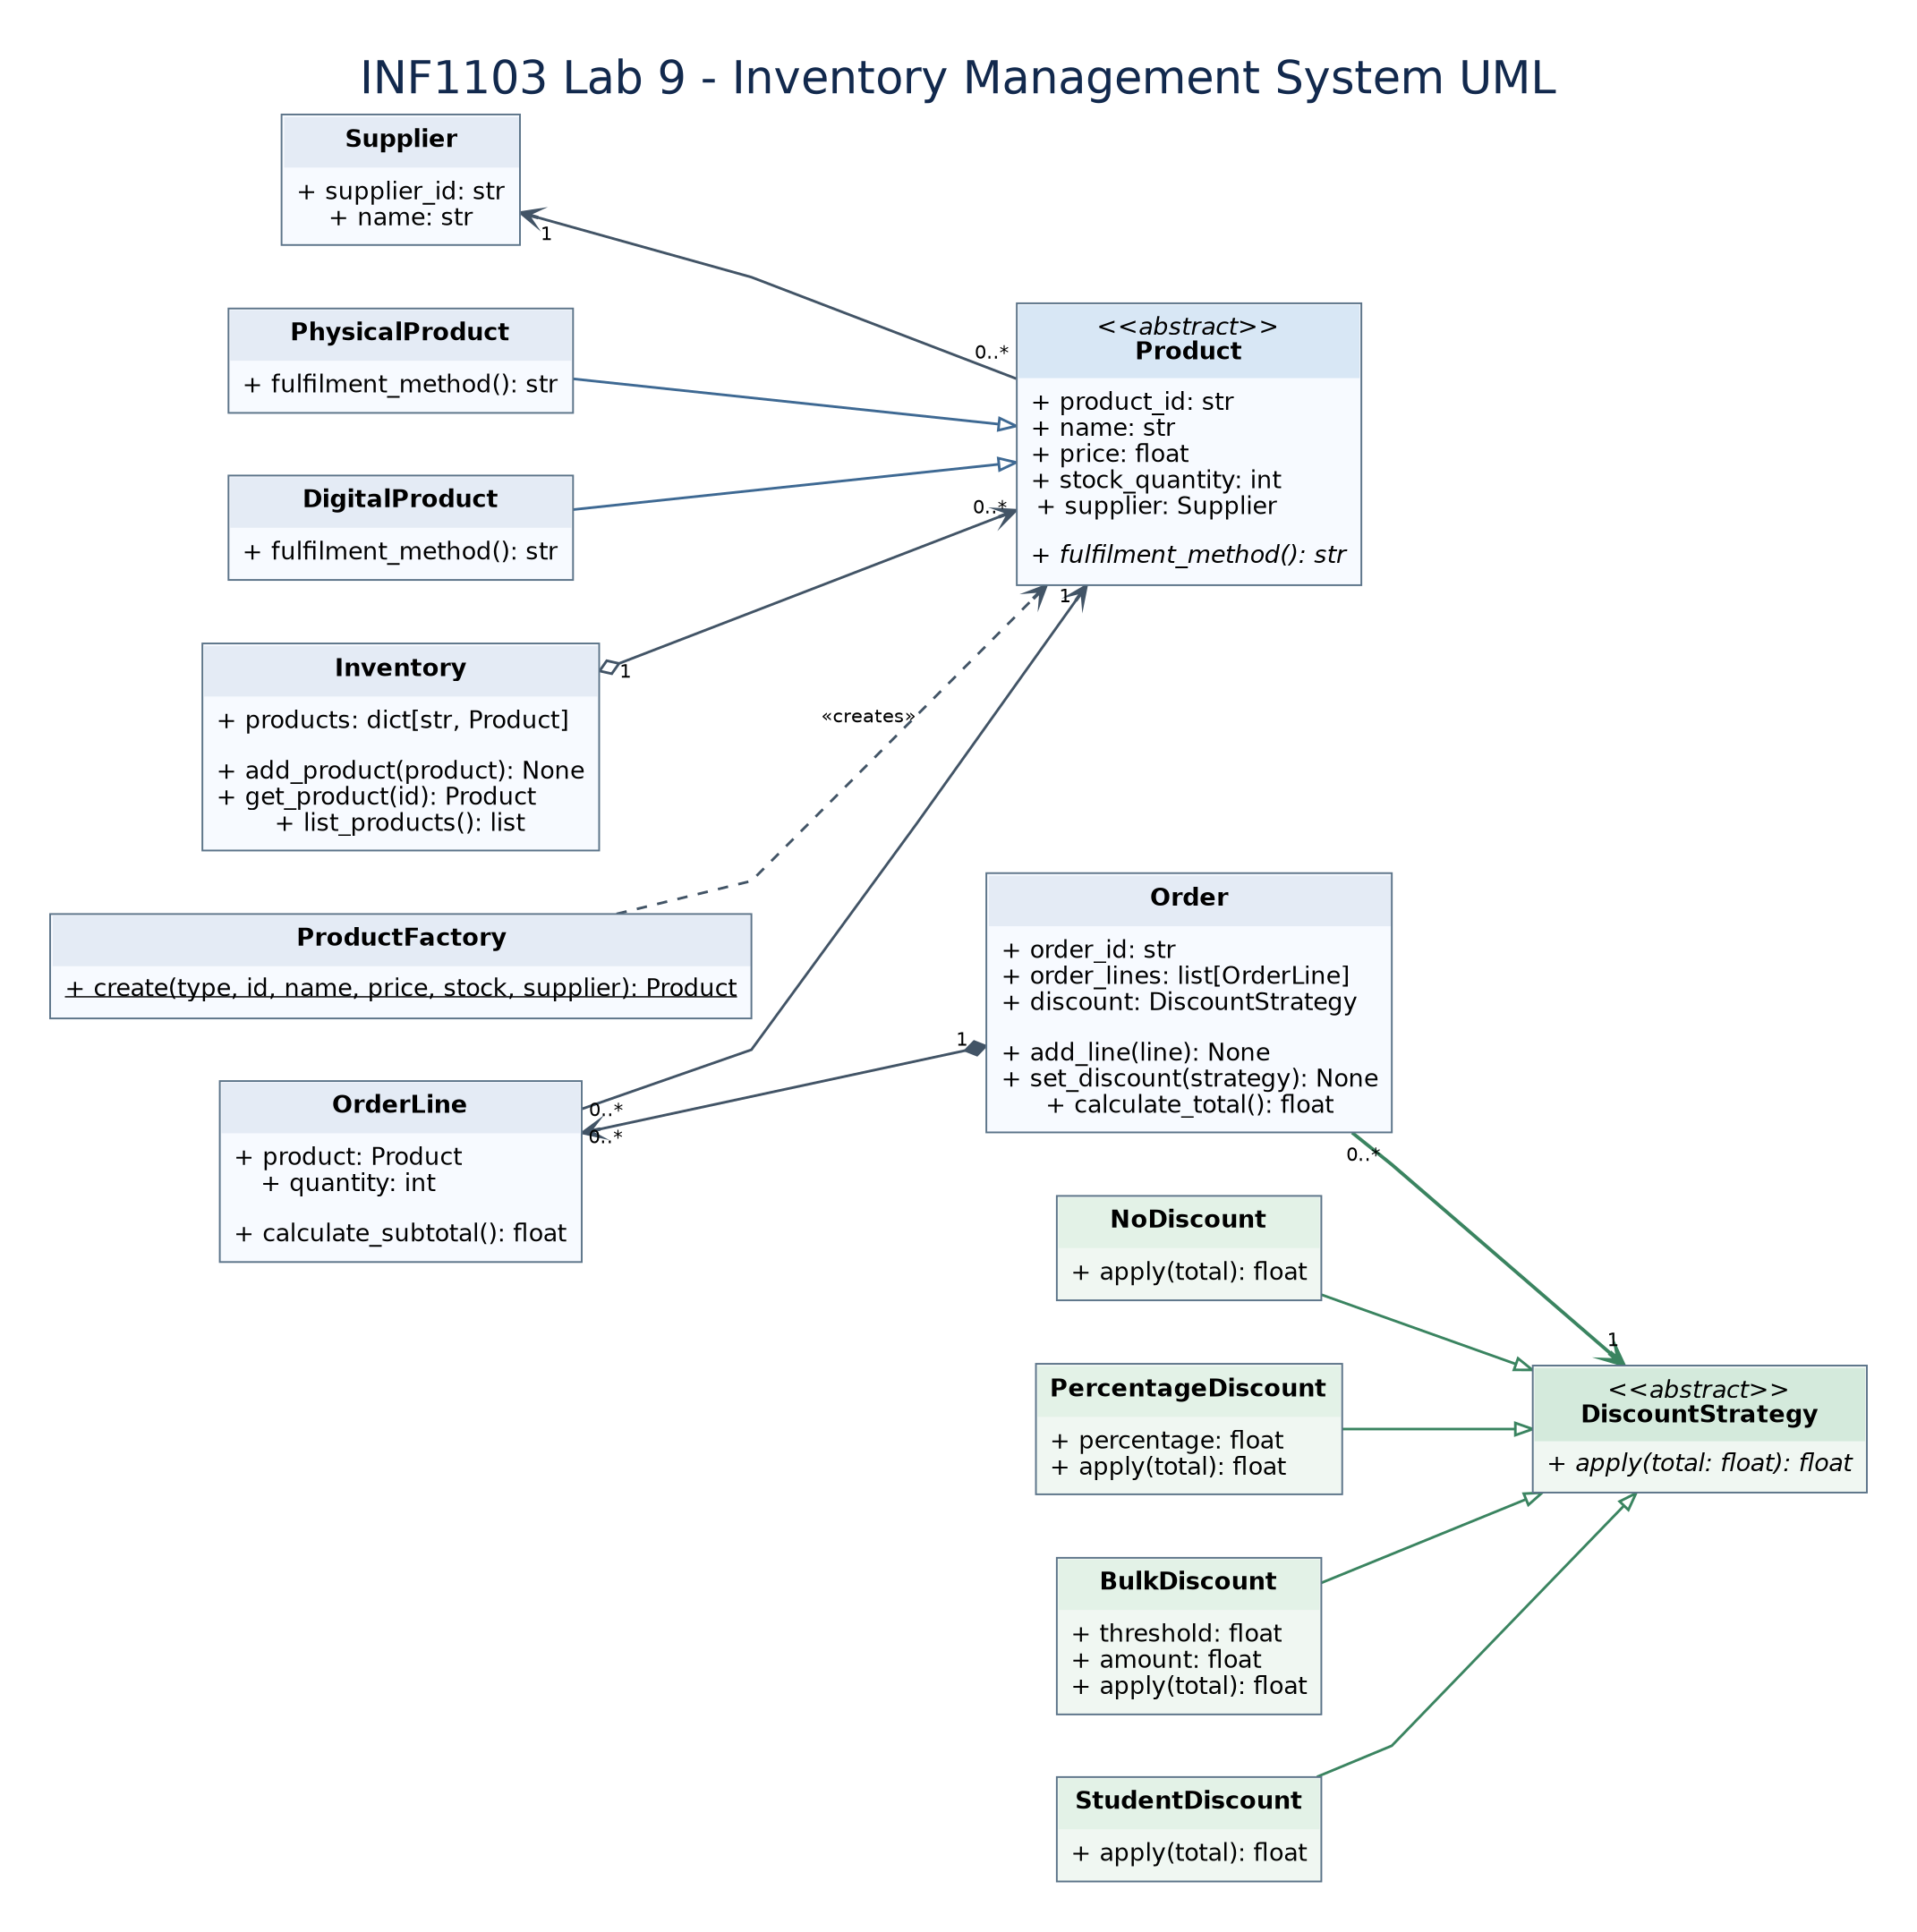 INF1103 Lab 9 - Inventory Management System UML
Supplier
+ supplier_id: str
+ name: str
1
PhysicalProduct
+ fulfilment_method(): str
DigitalProduct
+ fulfilment_method(): str
0..*
<<abstract>>
Product
+ product_id: str
+ name: str
+ price: float
+ stock_quantity: int
+ supplier: Supplier
+ fulfilment_method(): str
0..*
1
Inventory
+ products: dict[str, Product]
+ add_product(product): None
+ get_product(id): Product
+ list_products(): list
1
«creates»
ProductFactory
+ create(type, id, name, price, stock, supplier): Product
Order
+ order_id: str
+ order_lines: list[OrderLine]
+ discount: DiscountStrategy
+ add_line(line): None
+ set_discount(strategy): None
+ calculate_total(): float
1
OrderLine
+ product: Product
+ quantity: int
+ calculate_subtotal(): float
0..*
0..*
0..*
NoDiscount
+ apply(total): float
1
PercentageDiscount
+ percentage: float
+ apply(total): float
<<abstract>>
DiscountStrategy
+ apply(total: float): float
BulkDiscount
+ threshold: float
+ amount: float
+ apply(total): float
StudentDiscount
+ apply(total): float